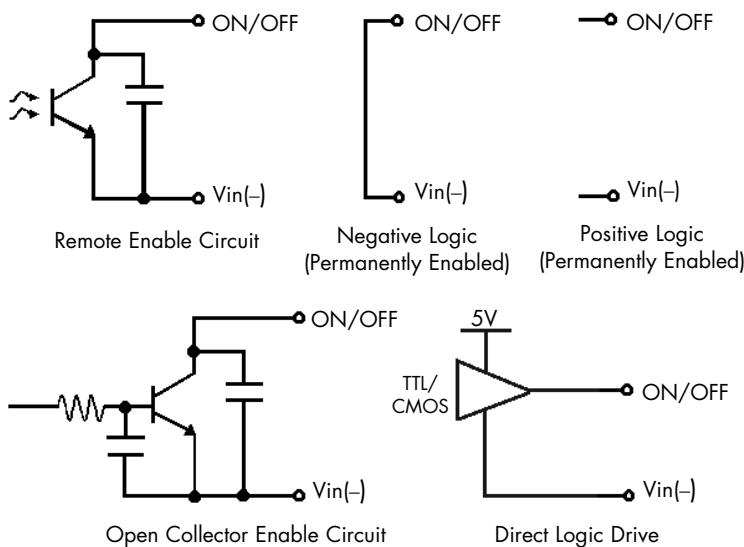 ON/OFF
Vin(–)
Remote Enable Circuit
ON/OFF
Vin(–)
Negative Logic
(Permanently Enabled)
ON/OFF
Vin(–)
Positive Logic
(Permanently Enabled)
ON/OFF
Vin(–)
Open Collector Enable Circuit
5V
TTL/
CMOS
ON/OFF
Vin(–)
Direct Logic Drive